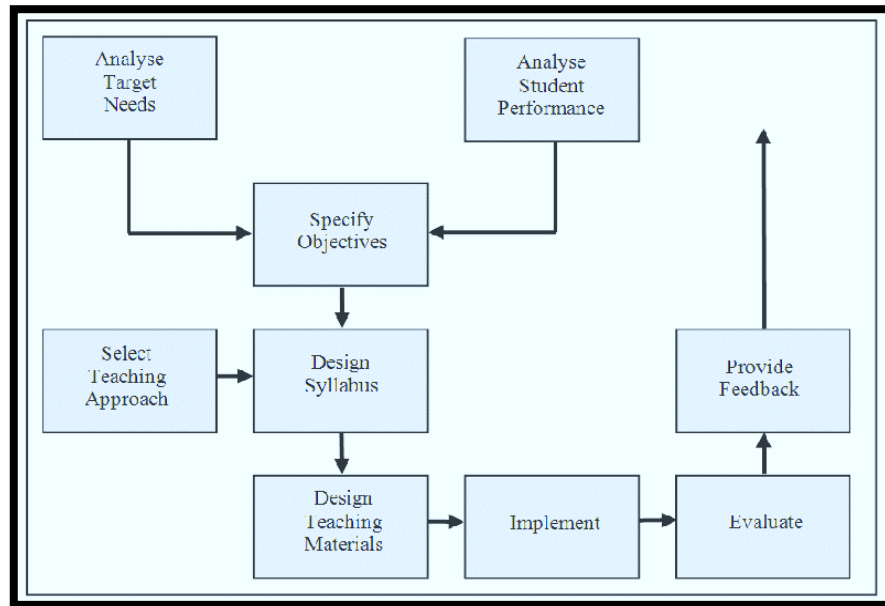 Analyse
Target
Needs
Analyse
Student
Performance
Specify
Objectives
Select
Teaching
Approach
Design
Syllabus
Provide
Feedback
Design
Teaching
Materials
Implement
Evaluate